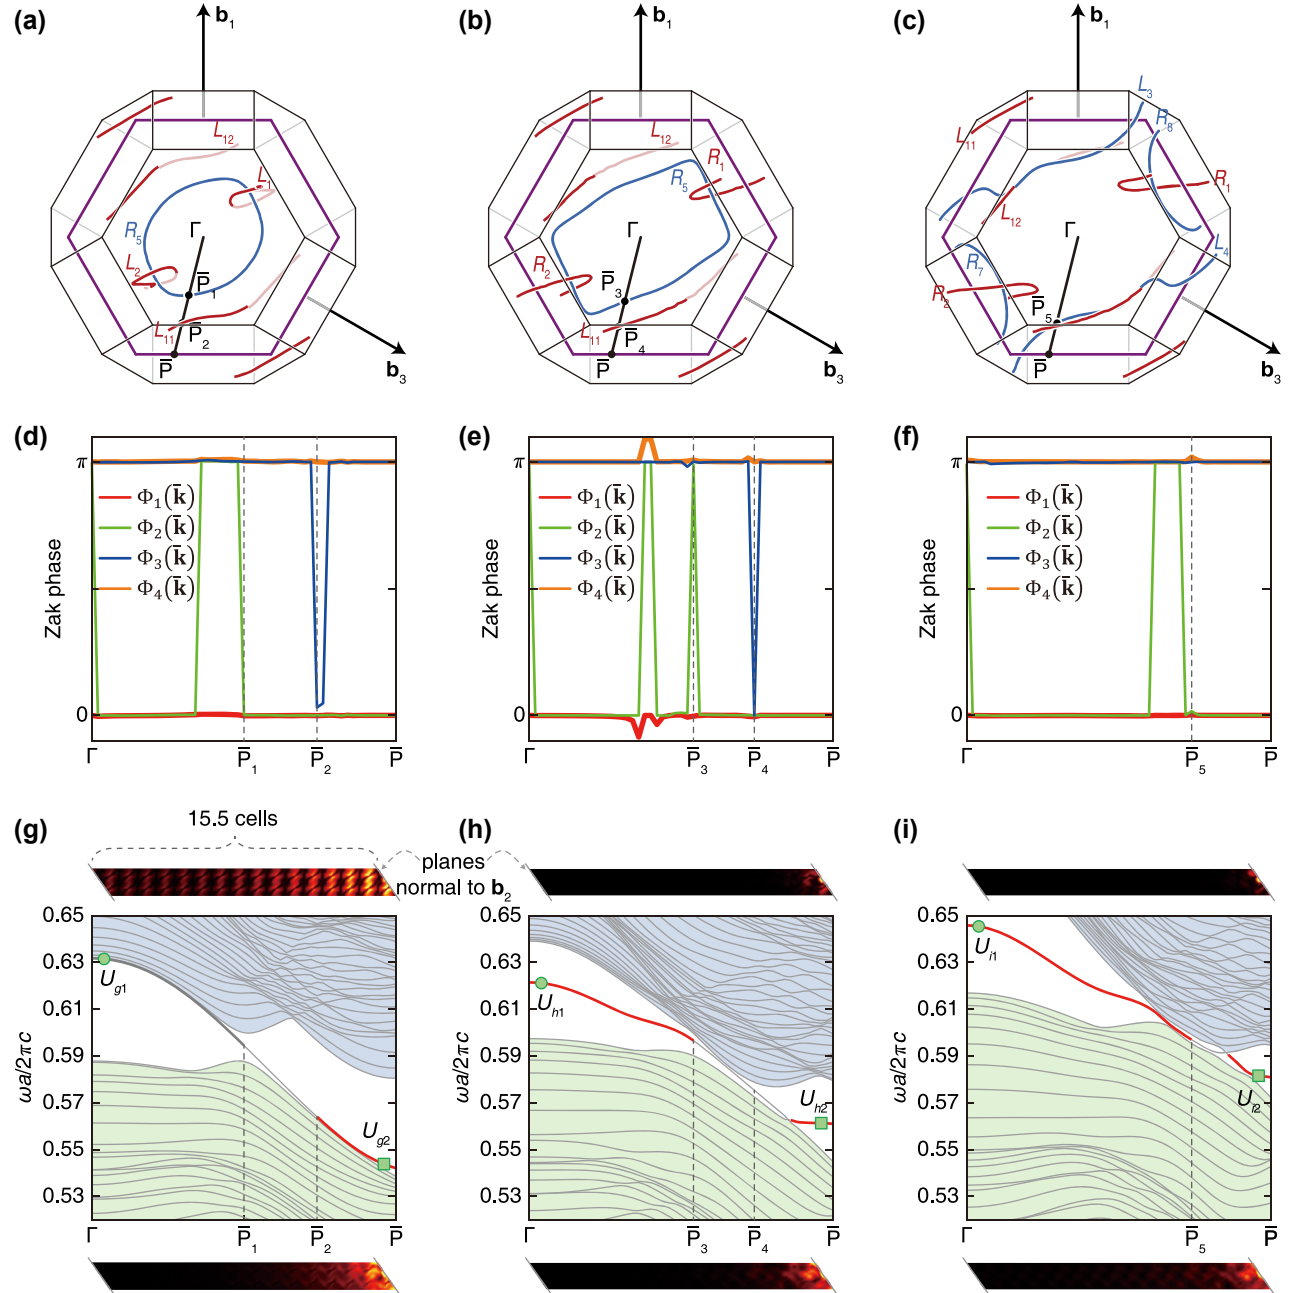 (a)
b1
L12
L1
R5
Γ
L2
P̄1
L11
P̄2
P̄
b3
(b)
b1
L12
R1
R5
Γ
R2
P̄3
L11
P̄4
P̄
b3
(c)
b1
L3
R8
L11
R1
L12
Γ
L4
R7
R2
P̄5
P̄
b3
(d)
π
Φ1(k̄)
Φ2(k̄)
Φ3(k̄)
Φ4(k̄)
Zak phase
0
Γ P̄1 P̄2 P̄
(e)
π
Φ1(k̄)
Φ2(k̄)
Φ3(k̄)
Φ4(k̄)
Zak phase
0
Γ P̄3 P̄4 P̄
(f)
π
Φ1(k̄)
Φ2(k̄)
Φ3(k̄)
Φ4(k̄)
Zak phase
0
Γ P̄5 P̄
(g)
15.5 cells
planes
normal to b2
0.65
0.63
0.61
0.59
0.57
0.55
0.53
ωa/2πc
Ug1
Ug2
Γ P̄1 P̄2 P̄
(h)
0.65
0.63
0.61
0.59
0.57
0.55
0.53
ωa/2πc
Uh1
Uh2
Γ P̄3 P̄4 P̄
(i)
0.65
0.63
0.61
0.59
0.57
0.55
0.53
ωa/2πc
Ui1
Ui2
Γ P̄5 P̄